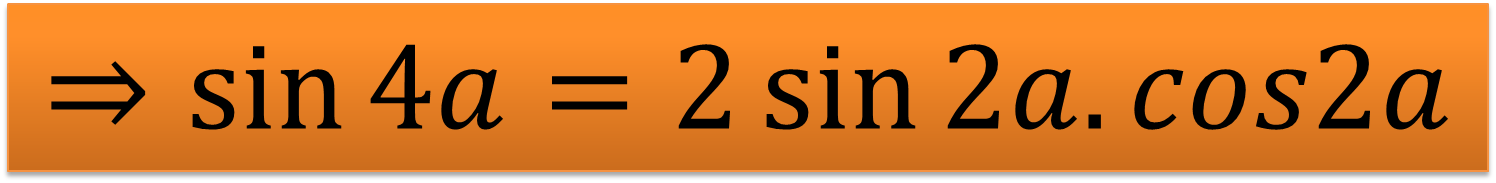 ⇒ sin 4a = 2 sin 2a. cos2a